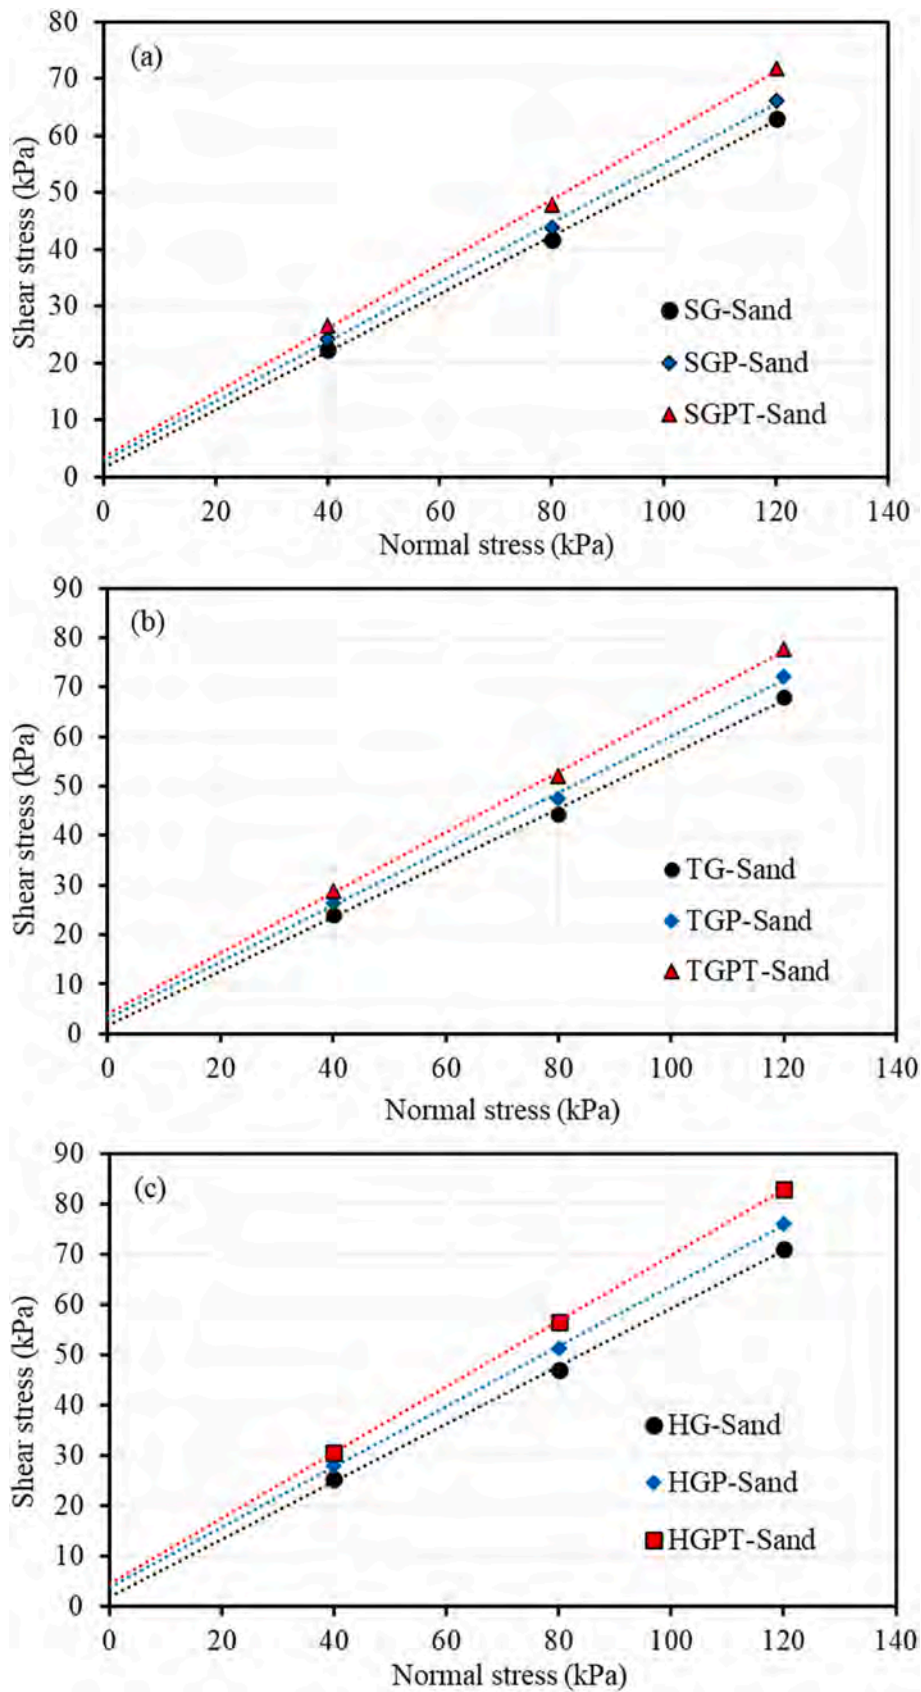 80
(a)
70
60
50
40
30
20
10
0
Shear stress (kPa)
SG-Sand
SGP-Sand
SGPT-Sand
0 20 40 60 80 100 120 140
Normal stress (kPa)
90
(b)
80
70
60
50
40
30
20
10
0
Shear stress (kPa)
TG-Sand
TGP-Sand
TGPT-Sand
0 20 40 60 80 100 120 140
Normal stress (kPa)
90
(c)
80
70
60
50
40
30
20
10
0
Shear stress (kPa)
HG-Sand
HGP-Sand
HGPT-Sand
0 20 40 60 80 100 120 140
Normal stress (kPa)